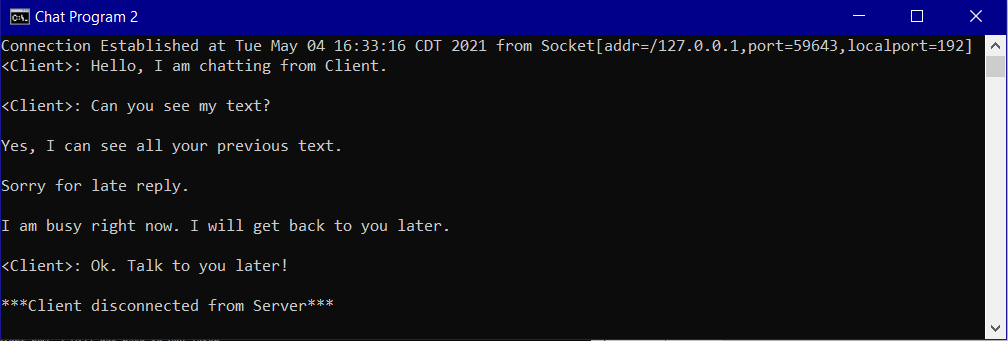 Chat Program 2
Connection Established at Tue May 04 16:33:16 CDT 2021 from Socket[addr=/127.0.0.1,port=59643,localport=192]
<Client>: Hello, I am chatting from Client.
<Client>: Can you see my text?
Yes, I can see all your previous text.
Sorry for late reply.
I am busy right now. I will get back to you later.
<Client>: Ok. Talk to you later!
***Client disconnected from Server***